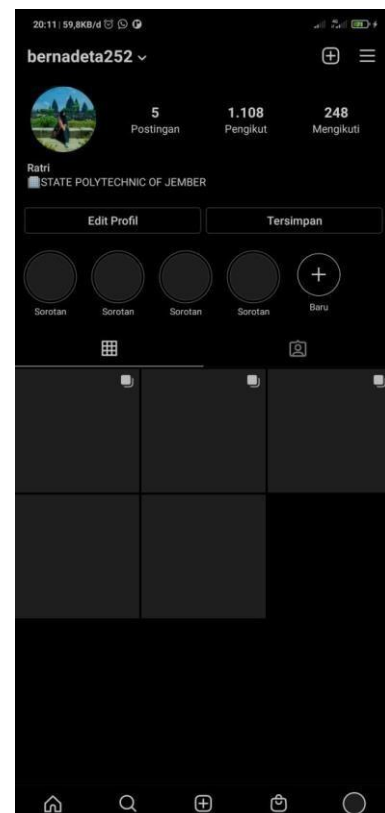 20:11 | 59,8KB/d
bernadeta252
5 1.108 248
Postingan Pengikut Mengikuti
Ratri
STATE POLYTECHNIC OF JEMBER
Edit Profil Tersimpan
Sorotan Sorotan Sorotan Sorotan Baru